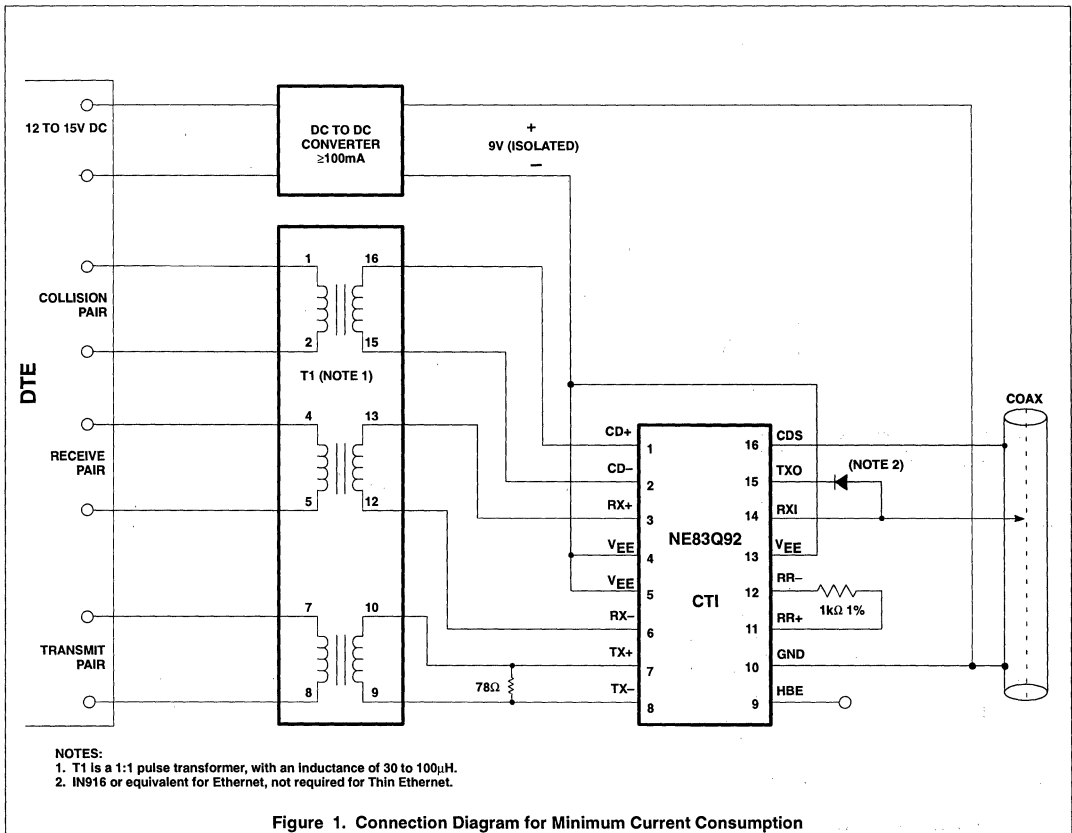 12 TO 15V DC
DC TO DC
CONVERTER
≥100mA
+
9V (ISOLATED)
−
DTE
COLLISION
PAIR
1
16
2
15
T1 (NOTE 1)
RECEIVE
PAIR
4
13
5
12
TRANSMIT
PAIR
7
10
8
9
78Ω
CD+
1
CD−
2
RX+
3
VEE
4
VEE
5
RX−
6
TX+
7
TX−
8
NE83Q92
CTI
16
CDS
15
TXO
(NOTE 2)
14
RXI
13
VEE
12
RR−
1kΩ 1%
11
RR+
10
GND
9
HBE
COAX
NOTES:
1. T1 is a 1:1 pulse transformer, with an inductance of 30 to 100μH.
2. IN916 or equivalent for Ethernet, not required for Thin Ethernet.
Figure 1. Connection Diagram for Minimum Current Consumption